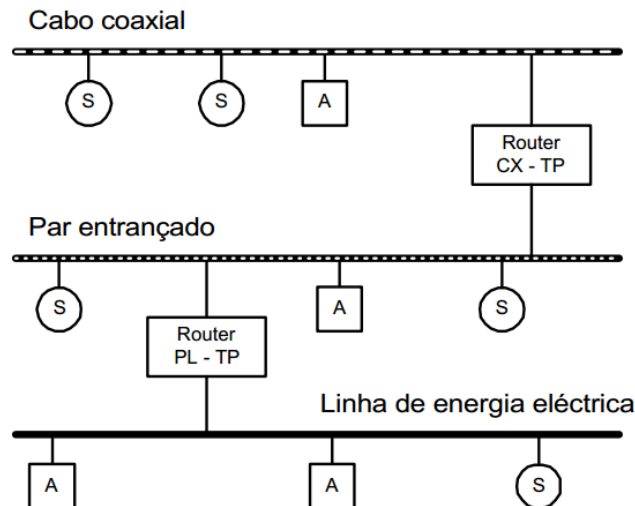 Cabo coaxial
S
S
A
Router
CX - TP
Par entrançado
S
A
S
Router
PL - TP
Linha de energia eléctrica
A
A
S